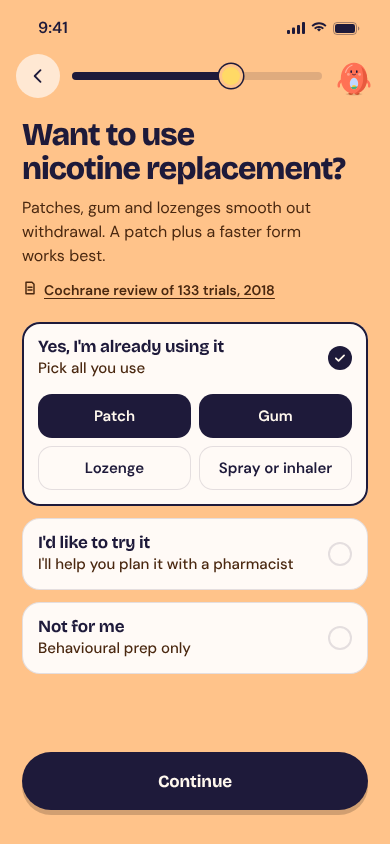 9:41
Want to use
nicotine replacement?
Patches, gum and lozenges smooth out
withdrawal. A patch plus a faster form
works best.
Cochrane review of 133 trials, 2018
Yes, I'm already using it
Pick all you use
Patch
Gum
Lozenge
Spray or inhaler
I'd like to try it
I'll help you plan it with a pharmacist
Not for me
Behavioural prep only
Continue